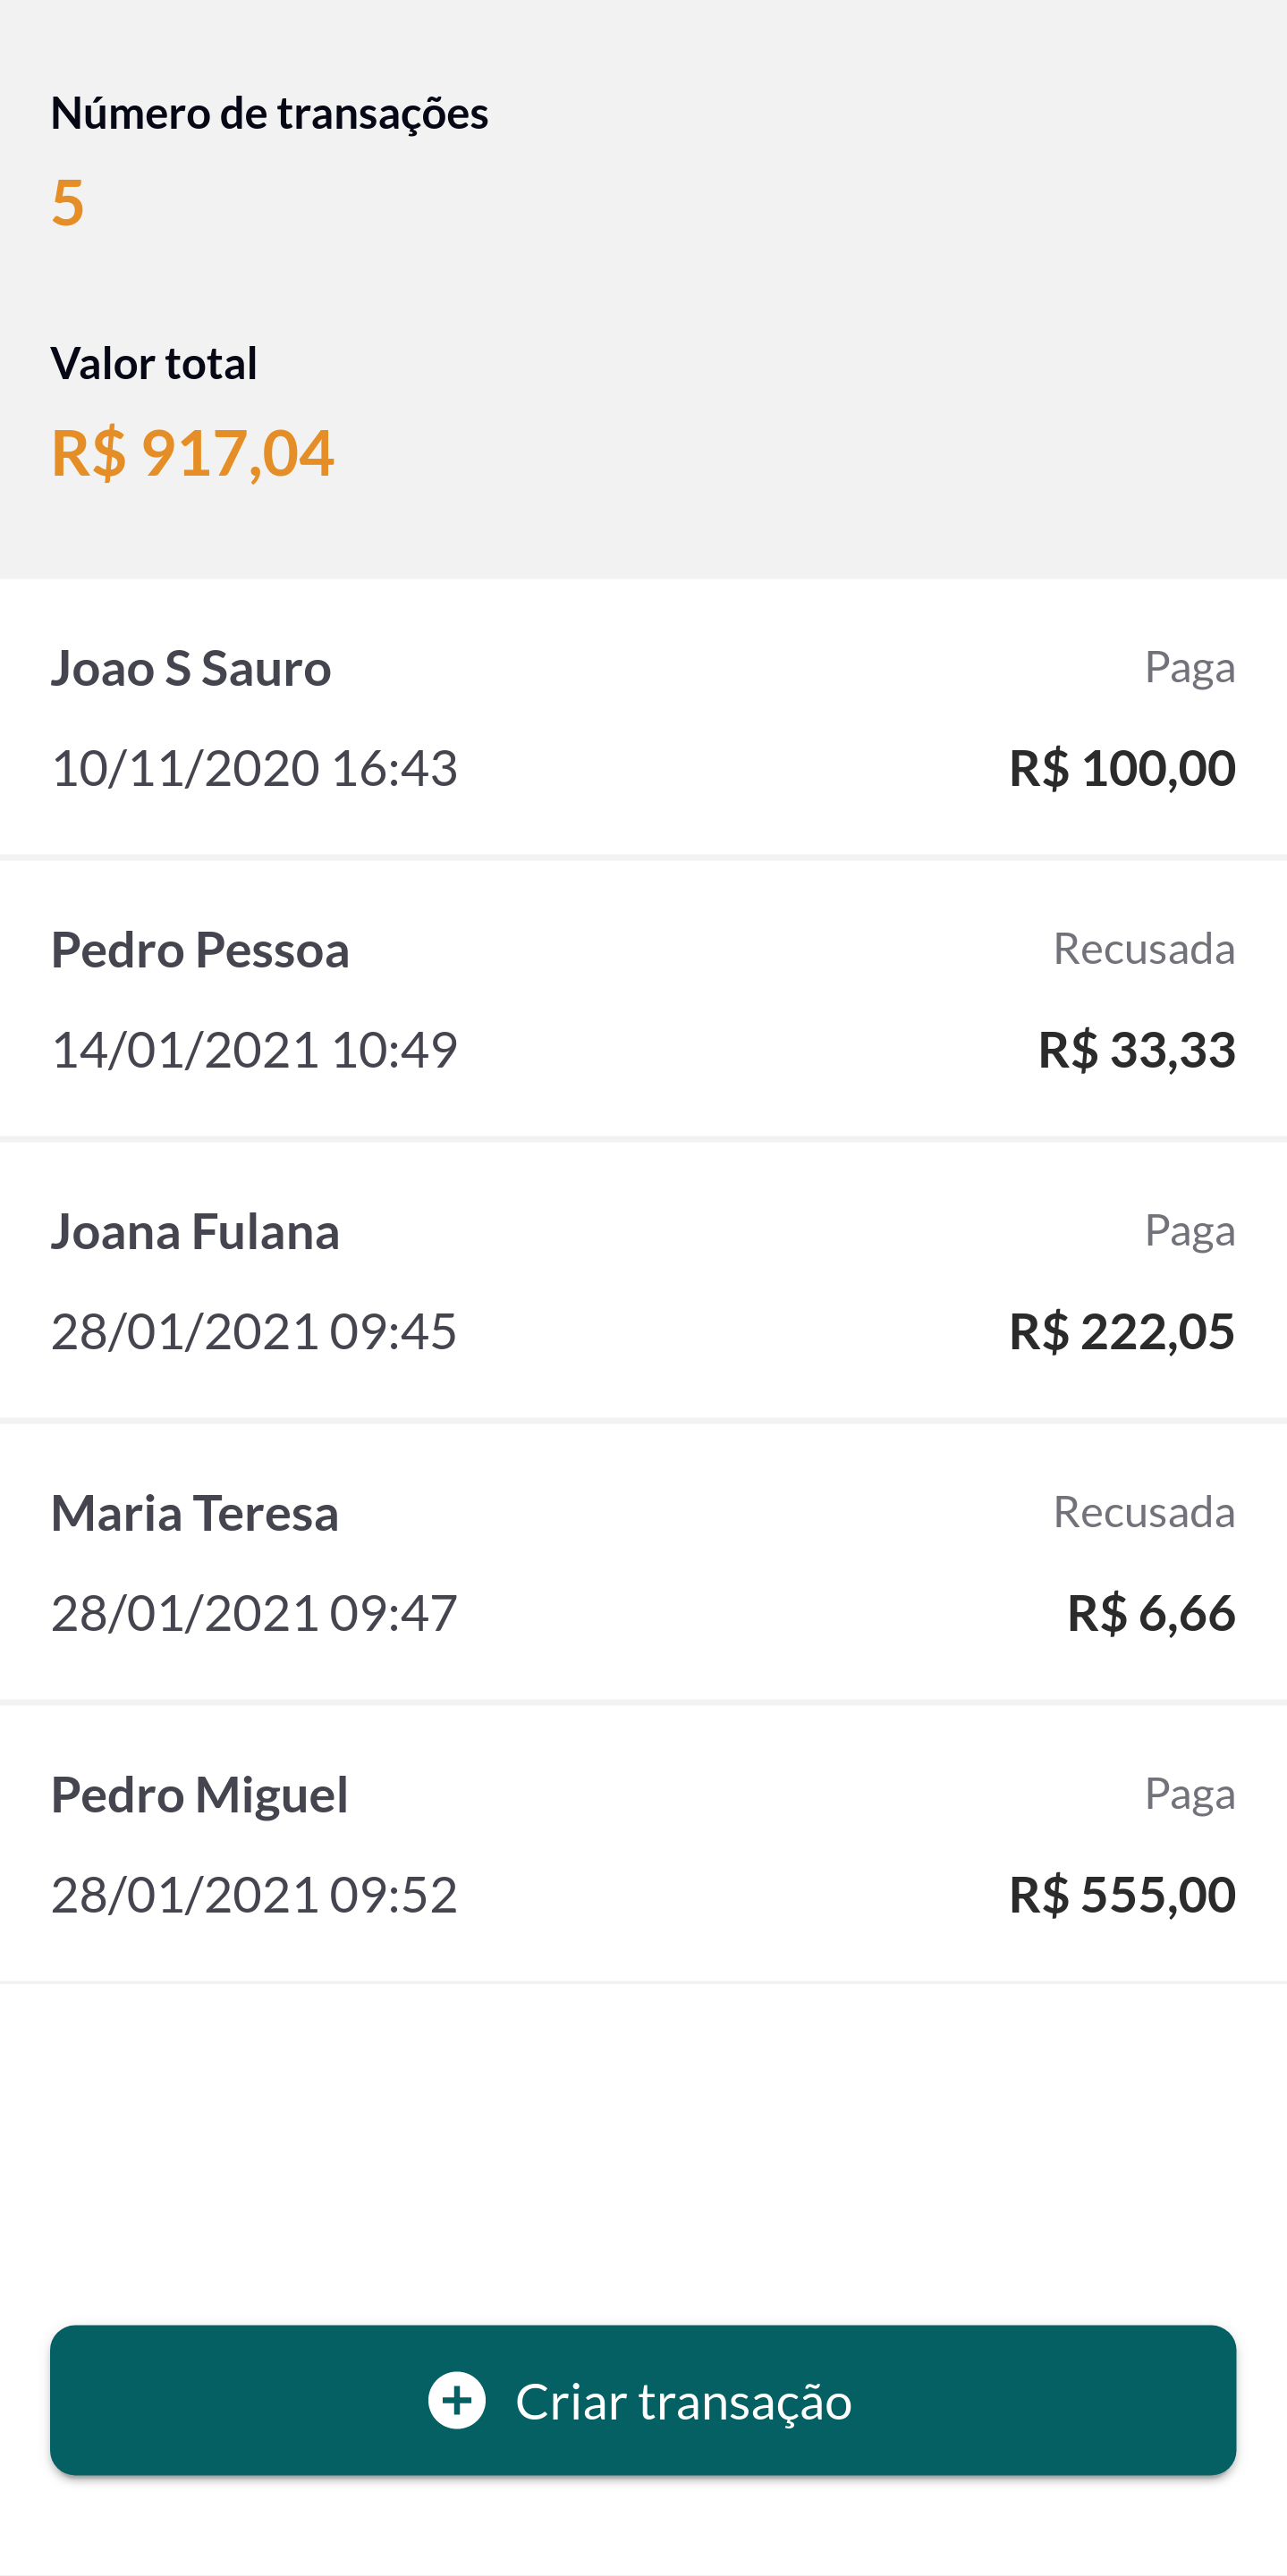 Número de transações
5
Valor total
R$ 917,04
Joao S Sauro
Paga
10/11/2020 16:43
R$ 100,00
Pedro Pessoa
Recusada
14/01/2021 10:49
R$ 33,33
Joana Fulana
Paga
28/01/2021 09:45
R$ 222,05
Maria Teresa
Recusada
28/01/2021 09:47
R$ 6,66
Pedro Miguel
Paga
28/01/2021 09:52
R$ 555,00
Criar transação